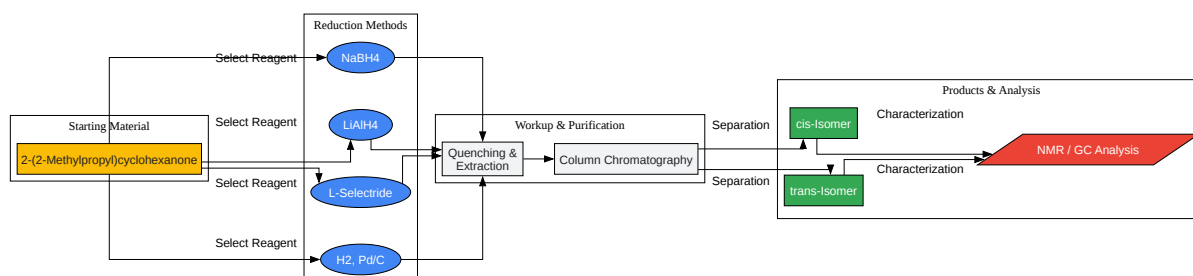 Reduction Methods
Select Reagent
NaBH4
Starting Material
2-(2-Methylpropyl)cyclohexanone
Select Reagent
LiAlH4
Select Reagent
L-Selectride
Select Reagent
H2, Pd/C
Workup & Purification
Quenching &
Extraction
Column Chromatography
Separation
Separation
Products & Analysis
cis-Isomer
Characterization
trans-Isomer
Characterization
NMR / GC Analysis